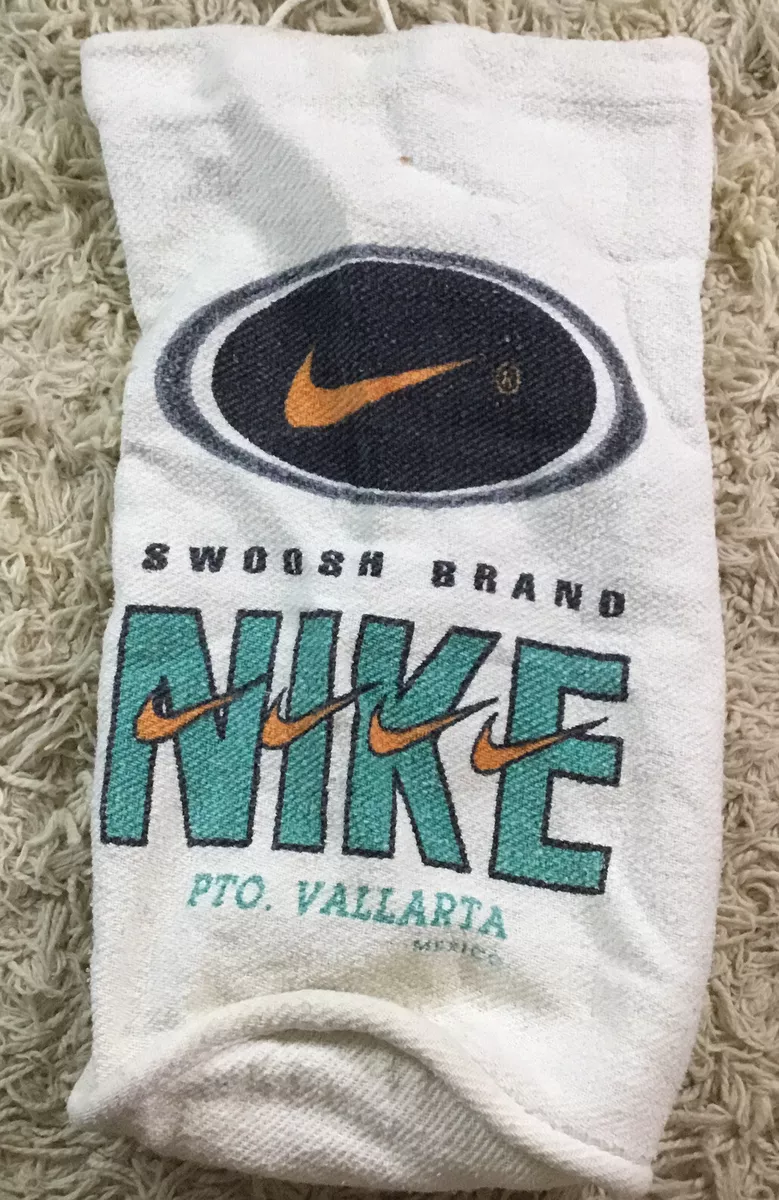 ®
SWOOSH BRAND
NIKE
PTO. VALLARTA
MEXICO